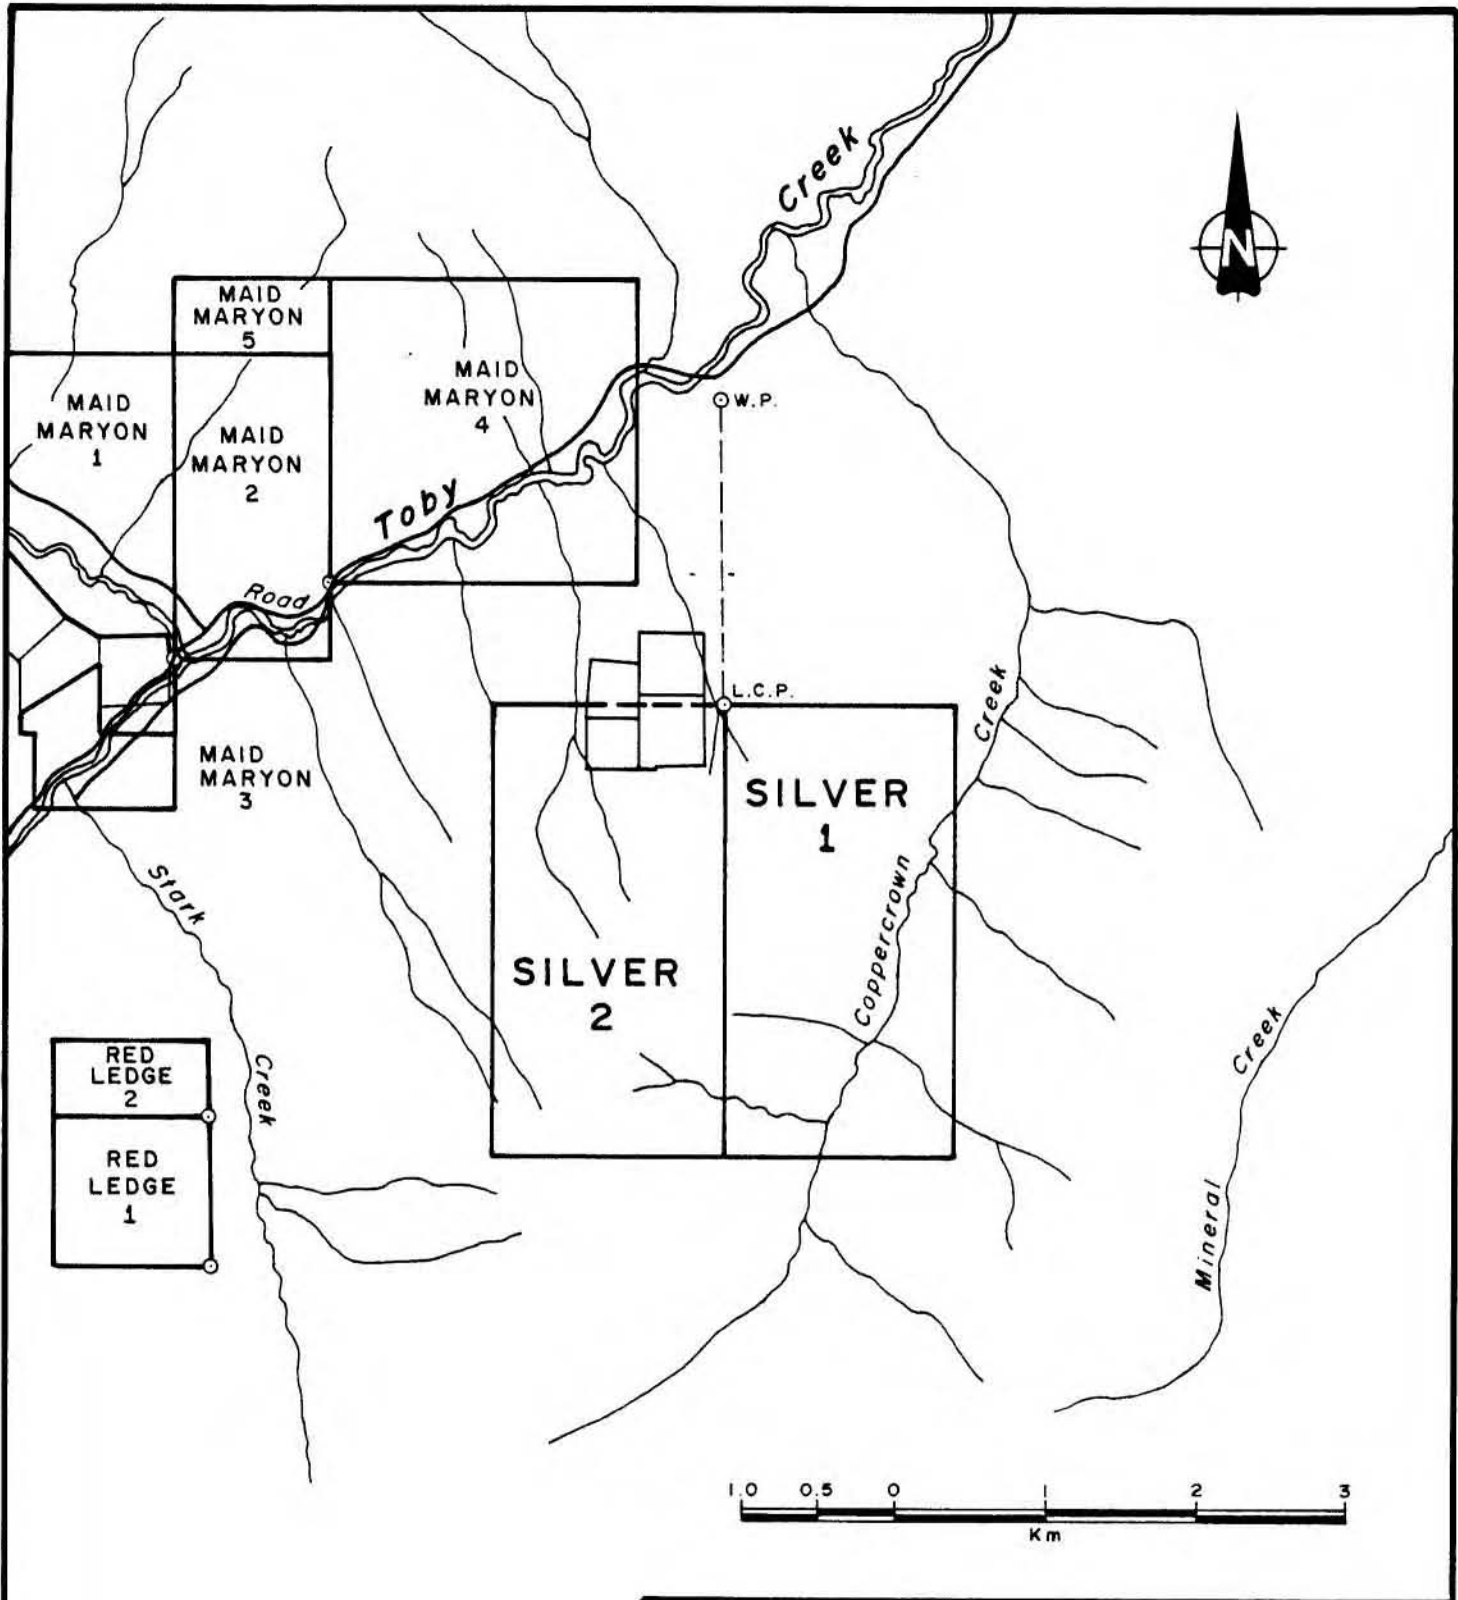 Creek
N
MAID
MARYON
5
MAID
MARYON
4
MAID
MARYON
1
MAID
MARYON
2
W.P.
Toby
Road
L.C.P.
Creek
MAID
MARYON
3
SILVER
1
Stark
Coppercrown
SILVER
2
Creek
Creek
RED
LEDGE
2
RED
LEDGE
1
Mineral
1.0 0.5 0 1 2 3
Km